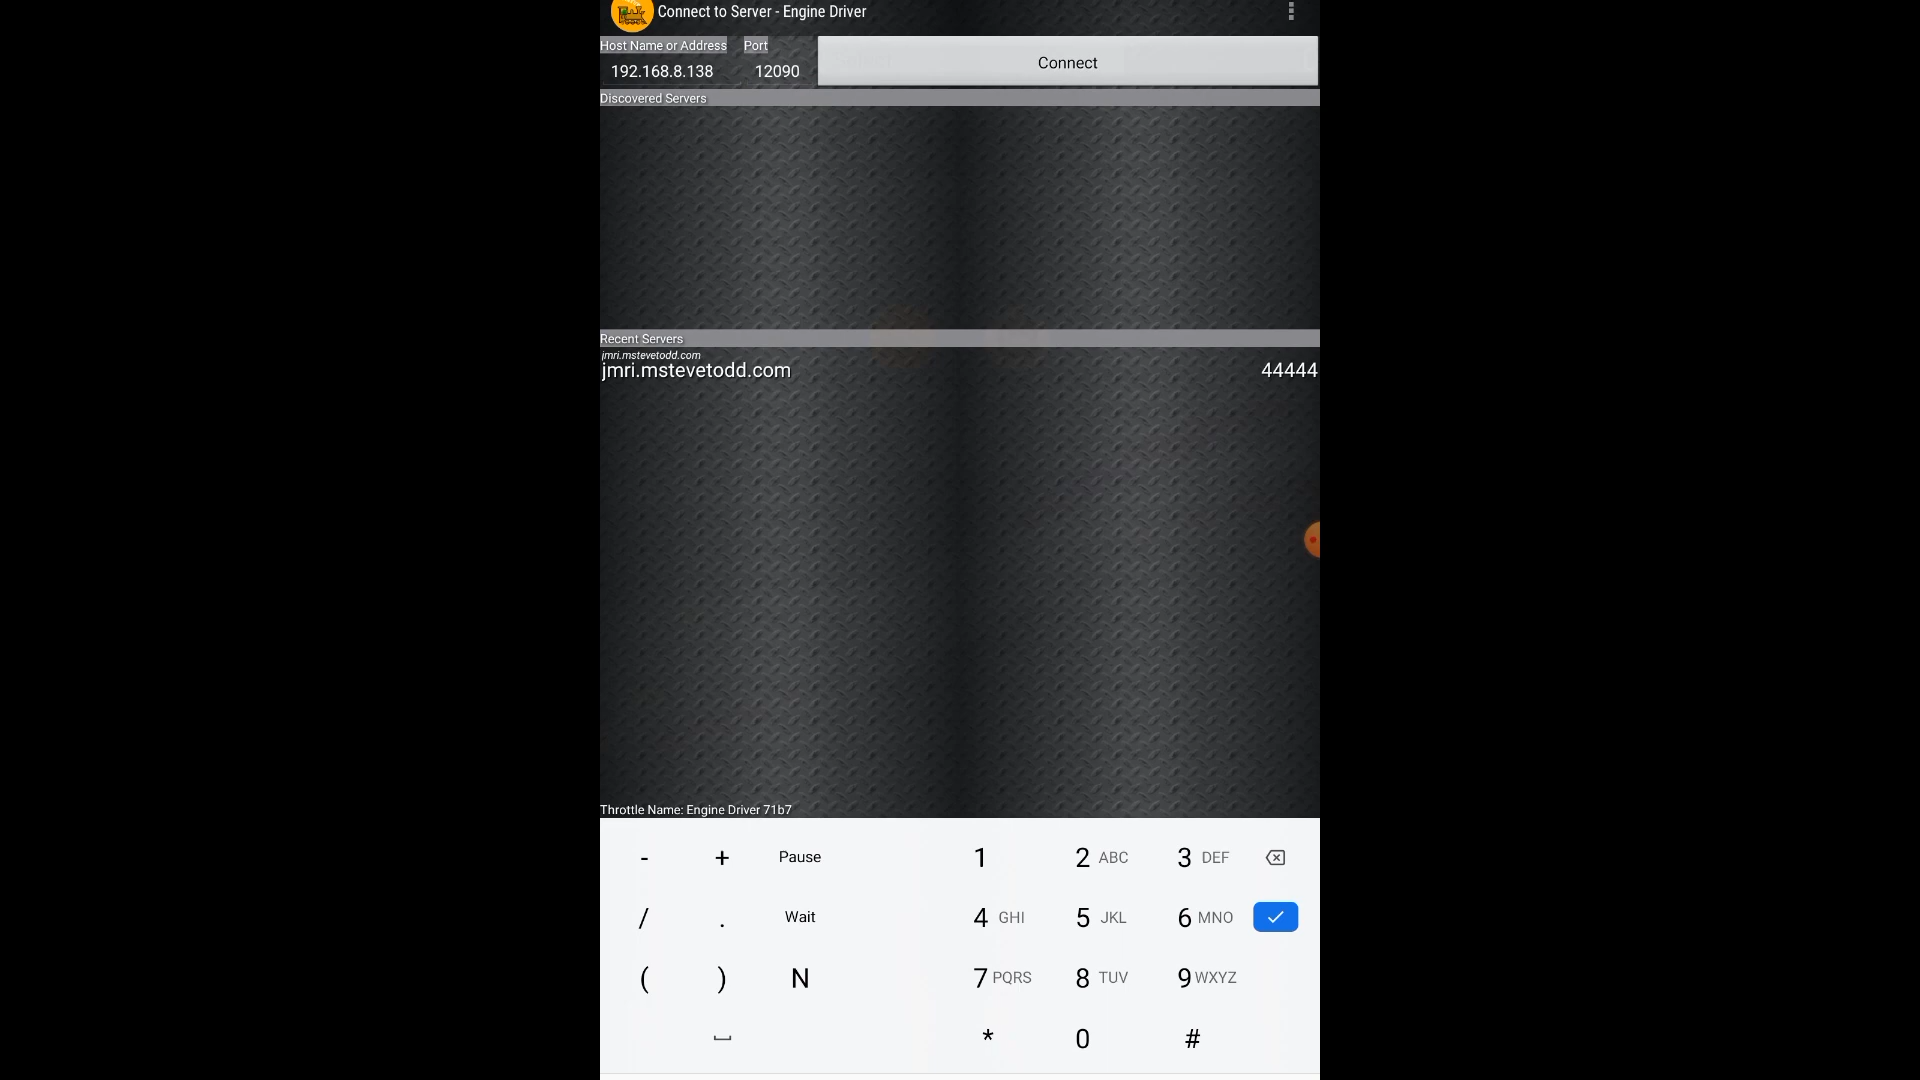 Connect to Server - Engine Driver
Host Name or Address Port
192.168.8.138 12090 Connect
Discovered Servers
Recent Servers
jmri.mstevetodd.com
jmri.mstevetodd.com 44444
Throttle Name: Engine Driver 71b7
- + Pause 1 2 ABC 3 DEF
/ . Wait 4 GHI 5 JKL 6 MNO
( ) N 7 PQRS 8 TUV 9 WXYZ
* 0 #